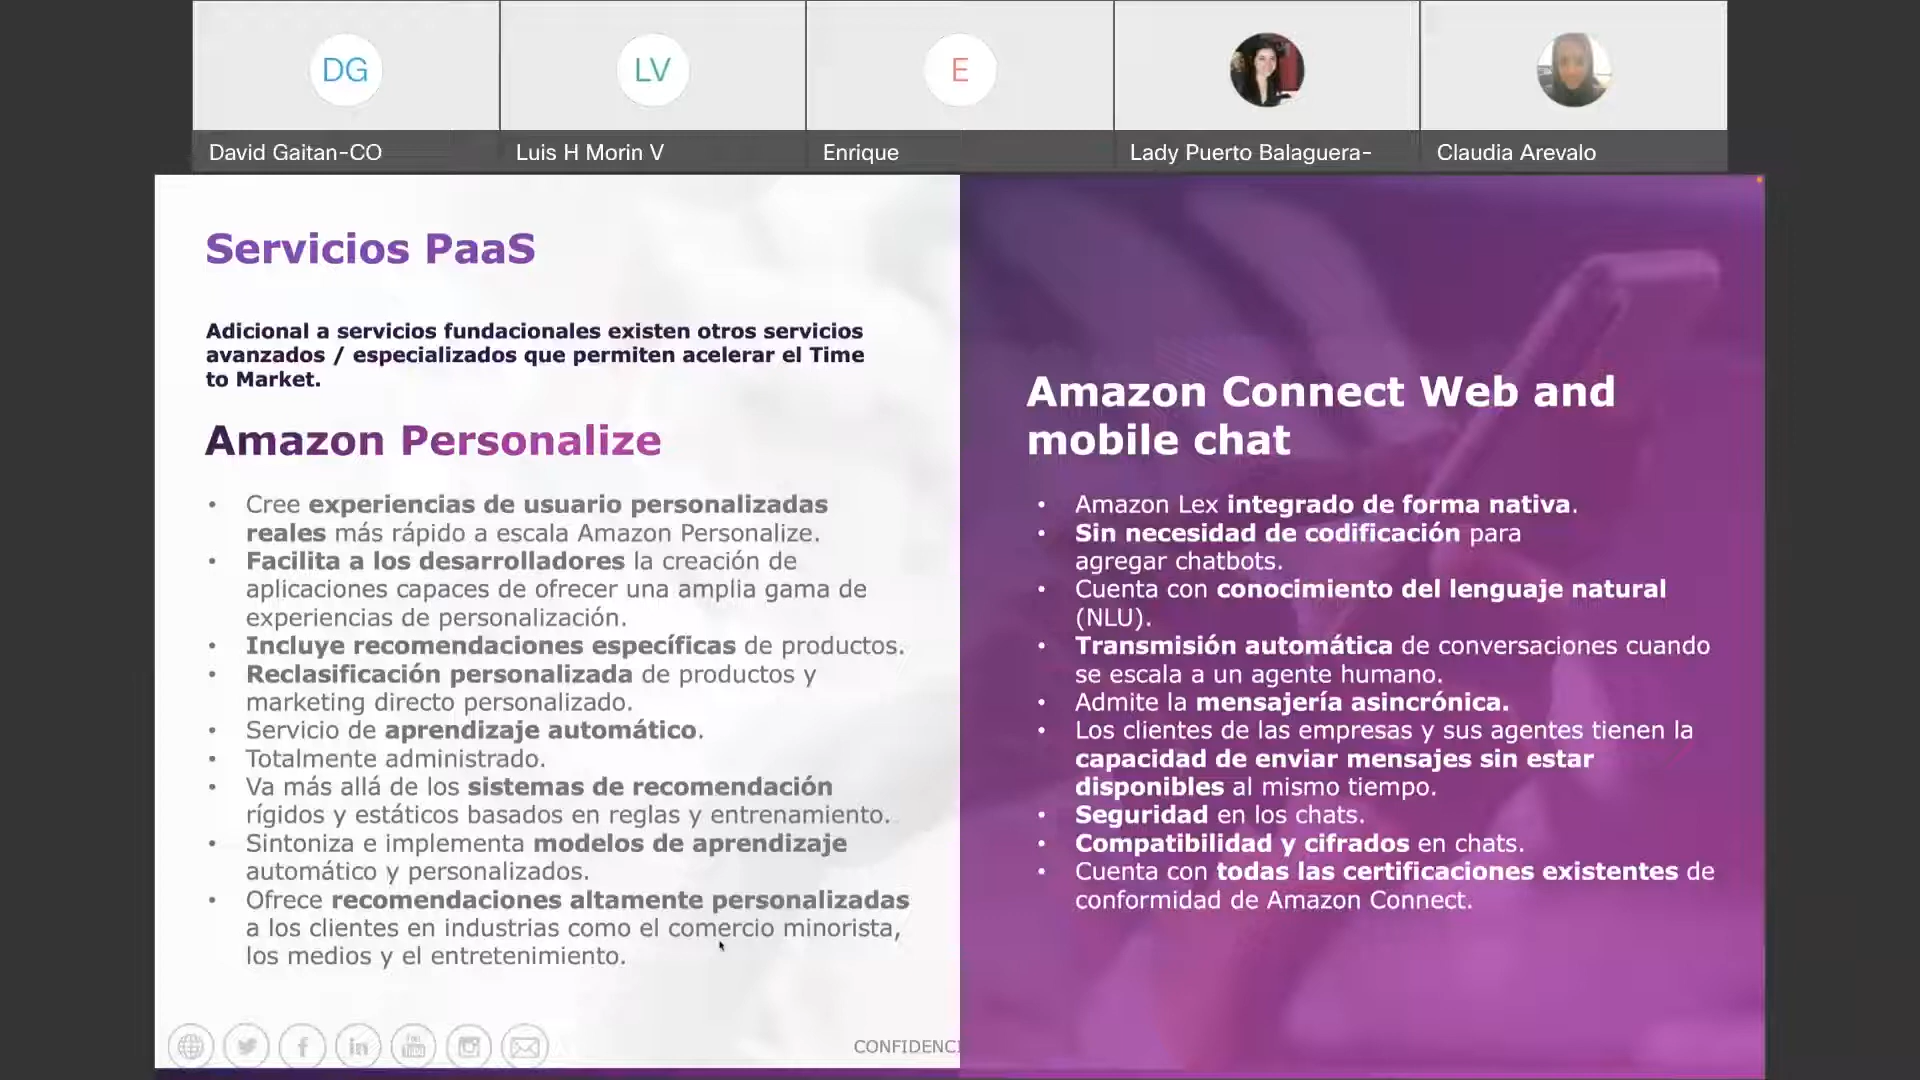 DG
LV
E
David Gaitan-CO
Luis H Morin V
Enrique
Lady Puerto Balaguera-
Claudia Arevalo
Servicios PaaS
Adicional a servicios fundacionales existen otros servicios
avanzados / especializados que permiten acelerar el Time
to Market.
Amazon Personalize
• Cree experiencias de usuario personalizadas
reales más rápido a escala Amazon Personalize.
• Facilita a los desarrolladores la creación de
aplicaciones capaces de ofrecer una amplia gama de
experiencias de personalización.
• Incluye recomendaciones específicas de productos.
• Reclasificación personalizada de productos y
marketing directo personalizado.
• Servicio de aprendizaje automático.
• Totalmente administrado.
• Va más allá de los sistemas de recomendación
rígidos y estáticos basados en reglas y entrenamiento.
• Sintoniza e implementa modelos de aprendizaje
automático y personalizados.
• Ofrece recomendaciones altamente personalizadas
a los clientes en industrias como el comercio minorista,
los medios y el entretenimiento.
CONFIDENCI
Amazon Connect Web and
mobile chat
• Amazon Lex integrado de forma nativa.
• Sin necesidad de codificación para
agregar chatbots.
• Cuenta con conocimiento del lenguaje natural
(NLU).
• Transmisión automática de conversaciones cuando
se escala a un agente humano.
• Admite la mensajería asincrónica.
• Los clientes de las empresas y sus agentes tienen la
capacidad de enviar mensajes sin estar
disponibles al mismo tiempo.
• Seguridad en los chats.
• Compatibilidad y cifrados en chats.
• Cuenta con todas las certificaciones existentes de
conformidad de Amazon Connect.